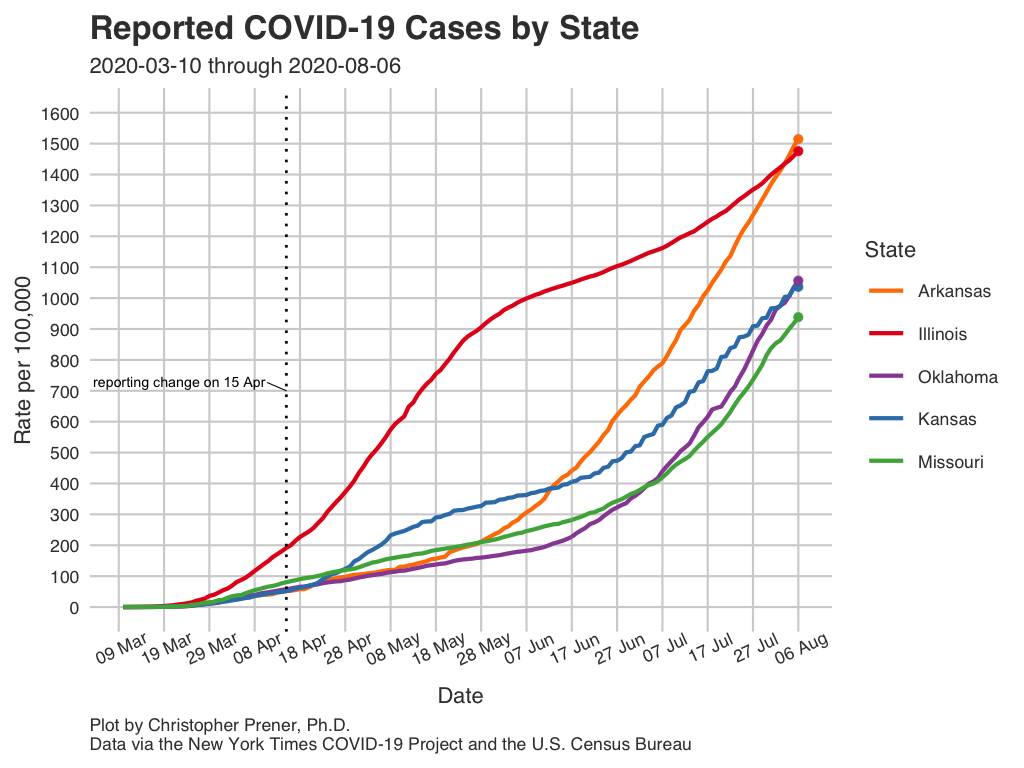 Reported COVID-19 Cases by State
2020-03-10 through 2020-08-06
1600
1500
1400
1300
1200
1100
1000
900
800
700
600
500
400
300
200
100
0
Rate per 100,000
reporting change on 15 Apr
09 Mar
19 Mar
29 Mar
08 Apr
18 Apr
28 Apr
08 May
18 May
28 May
07 Jun
17 Jun
27 Jun
07 Jul
17 Jul
27 Jul
06 Aug
Date
State
Arkansas
Illinois
Oklahoma
Kansas
Missouri
Plot by Christopher Prener, Ph.D.
Data via the New York Times COVID-19 Project and the U.S. Census Bureau